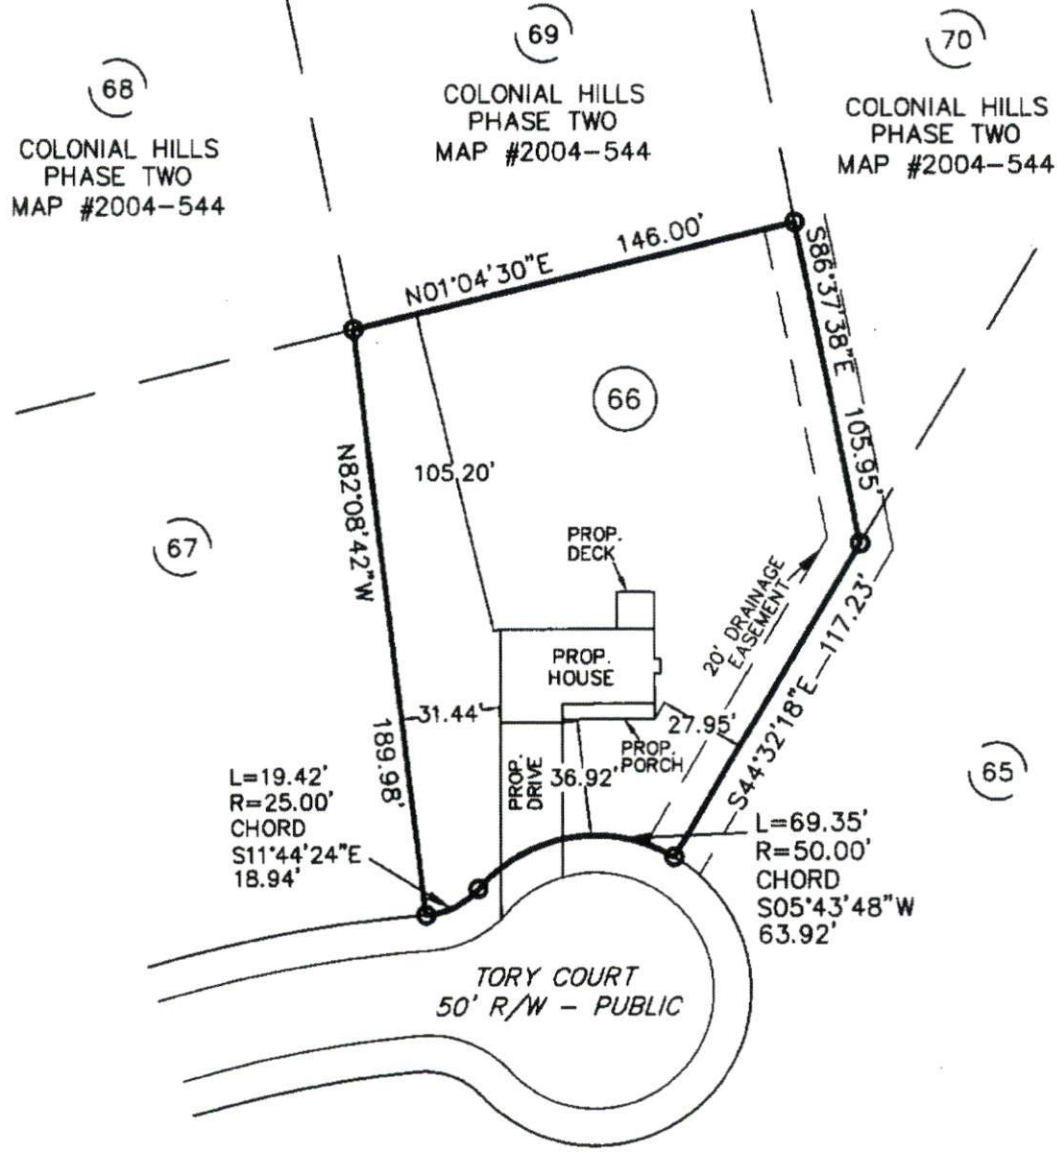 69
70
68
COLONIAL HILLS
PHASE TWO
MAP #2004-544
COLONIAL HILLS
PHASE TWO
MAP #2004-544
COLONIAL HILLS
PHASE TWO
MAP #2004-544
N01°04'30"E 146.00'
S86°37'38"E 105.95'
66
105.20'
N82°08'42"W 189.98'
67
PROP.
DECK
20' DRAINAGE
EASEMENT
S44°32'18"E 117.23'
PROP.
HOUSE
31.44'
27.95'
PROP.
PORCH
PROP.
DRIVE
36.92'
65
L=19.42'
R=25.00'
CHORD
S11°44'24"E
18.94'
L=69.35'
R=50.00'
CHORD
S05°43'48"W
63.92'
TORY COURT
50' R/W - PUBLIC